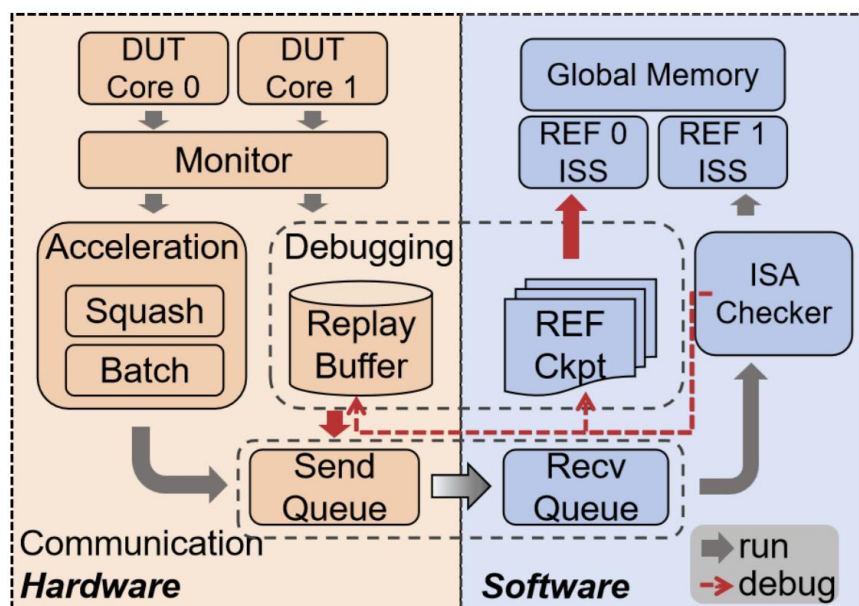 DUT
Core 0
DUT
Core 1
Monitor
Acceleration
Squash
Batch
Debugging
Replay
Buffer
Send
Queue
Communication
Hardware
Global Memory
REF 0
ISS
REF 1
ISS
REF
Ckpt
ISA
Checker
Recv
Queue
Software
run
debug